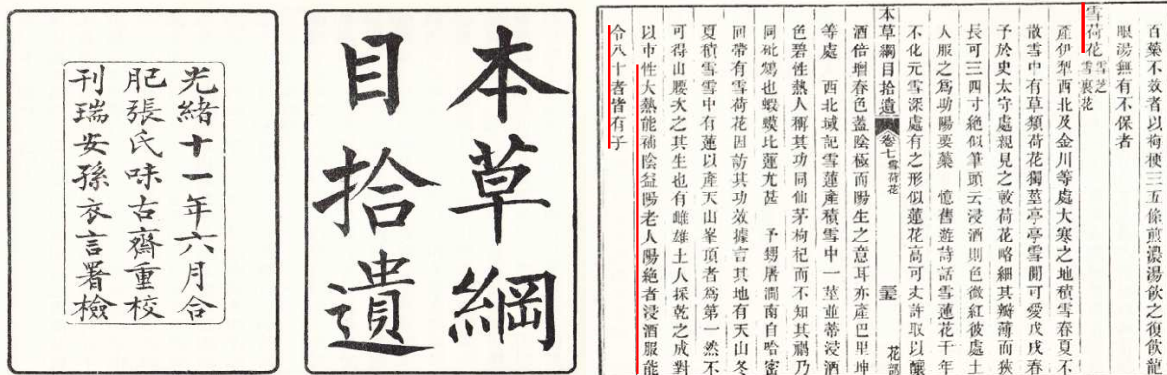 光緒十一年六月合
肥張氏味古齋重校
刊瑞安孫衣言署檢
本草綱
目拾遺
百藥不效者以荷梗三五條煎濃湯飲之復飲龍
眼湯無有不保者
雪荷花 雪芝 雪裏花
產伊犁西北及金川等處大寒之地積雪春夏不
散雪中有草類荷花獨莖亭亭雪間可愛戊戌春
予於史太守處親見之較荷花略細其瓣薄而狹
長可三四寸絕似筆頭云浸酒則色微紅彼處土
人服之爲助陽要藥 憶舊遊詩話雪蓮花千年
不化元雪深處有之形似蓮花高可丈許取以釀
本草綱目拾遺 卷七雪荷花 花部
酒倍增春色蓋陰極而陽生之意耳亦產巴里坤
等處 西北域記雪蓮產積雪中一莖並蒂浸酒
色碧性熱人稱其功同仙茅枸杞而不知其禍乃
同砒鴆也蝦蟆比蓮尤甚 予甥屠澗南自哈密
回帶有雪荷花因訪其功效據言其地有天山冬
夏積雪雪中有蓮以產天山峯頂者爲第一然不
可得山腰次之其生也有雌雄土人採乾之成對
以市性大熱能補陰益陽老人陽絕者浸酒服能
令八十者皆有子